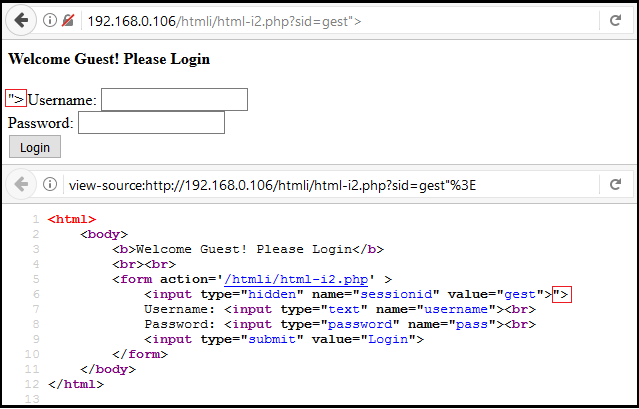 192.168.0.106/htmli/html-i2.php?sid=gest">
Welcome Guest! Please Login
">Username:
Password:
Login
view-source:http://192.168.0.106/htmli/html-i2.php?sid=gest"%3E
1 <html>
2 <body>
3 <b>Welcome Guest! Please Login</b>
4 <br><br>
5 <form action='/htmli/html-i2.php' >
6 <input type="hidden" name="sessionid" value="gest">">
7 Username: <input type="text" name="username"><br>
8 Password: <input type="password" name="pass"><br>
9 <input type="submit" value="Login">
10 </form>
11 </body>
12 </html>
13